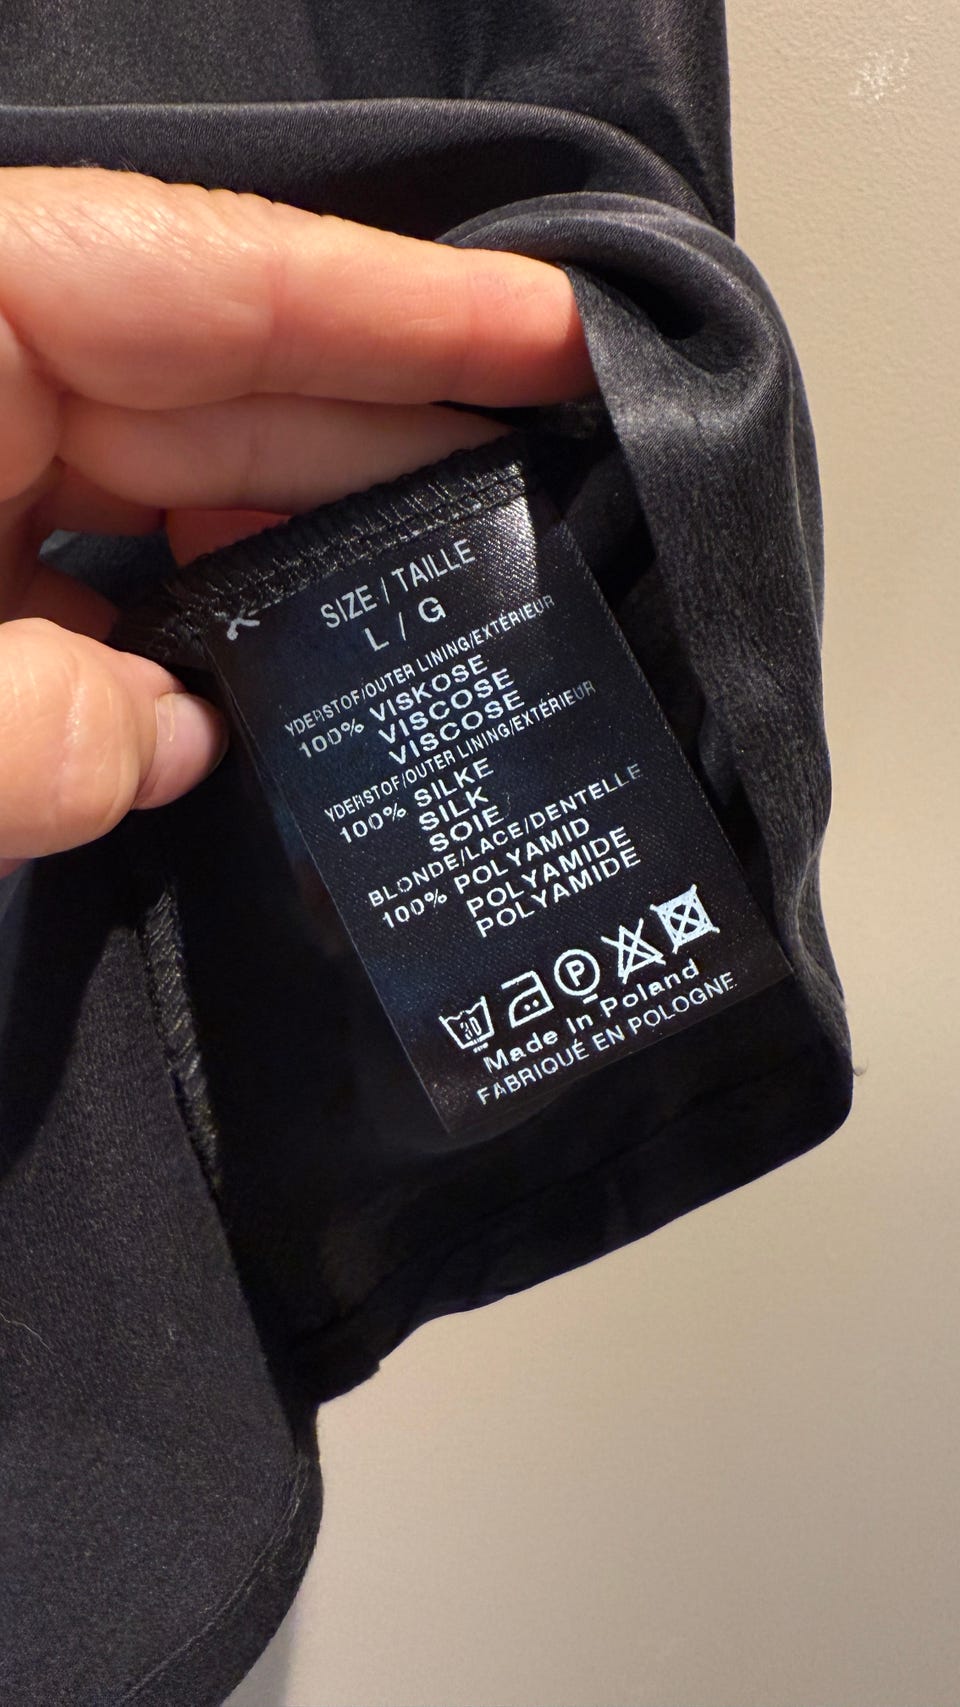 SIZE / TAILLE
L / G
YDERSTOF/OUTER LINING/EXTÉRIEUR
100% VISKOSE
VISCOSE
VISCOSE
YDERSTOF/OUTER LINING/EXTÉRIEUR
100% SILKE
SILK
SOIE
BLONDE/LACE/DENTELLE
100% POLYAMID
POLYAMIDE
POLYAMIDE
30 P
Made In Poland
FABRIQUÉ EN POLOGNE